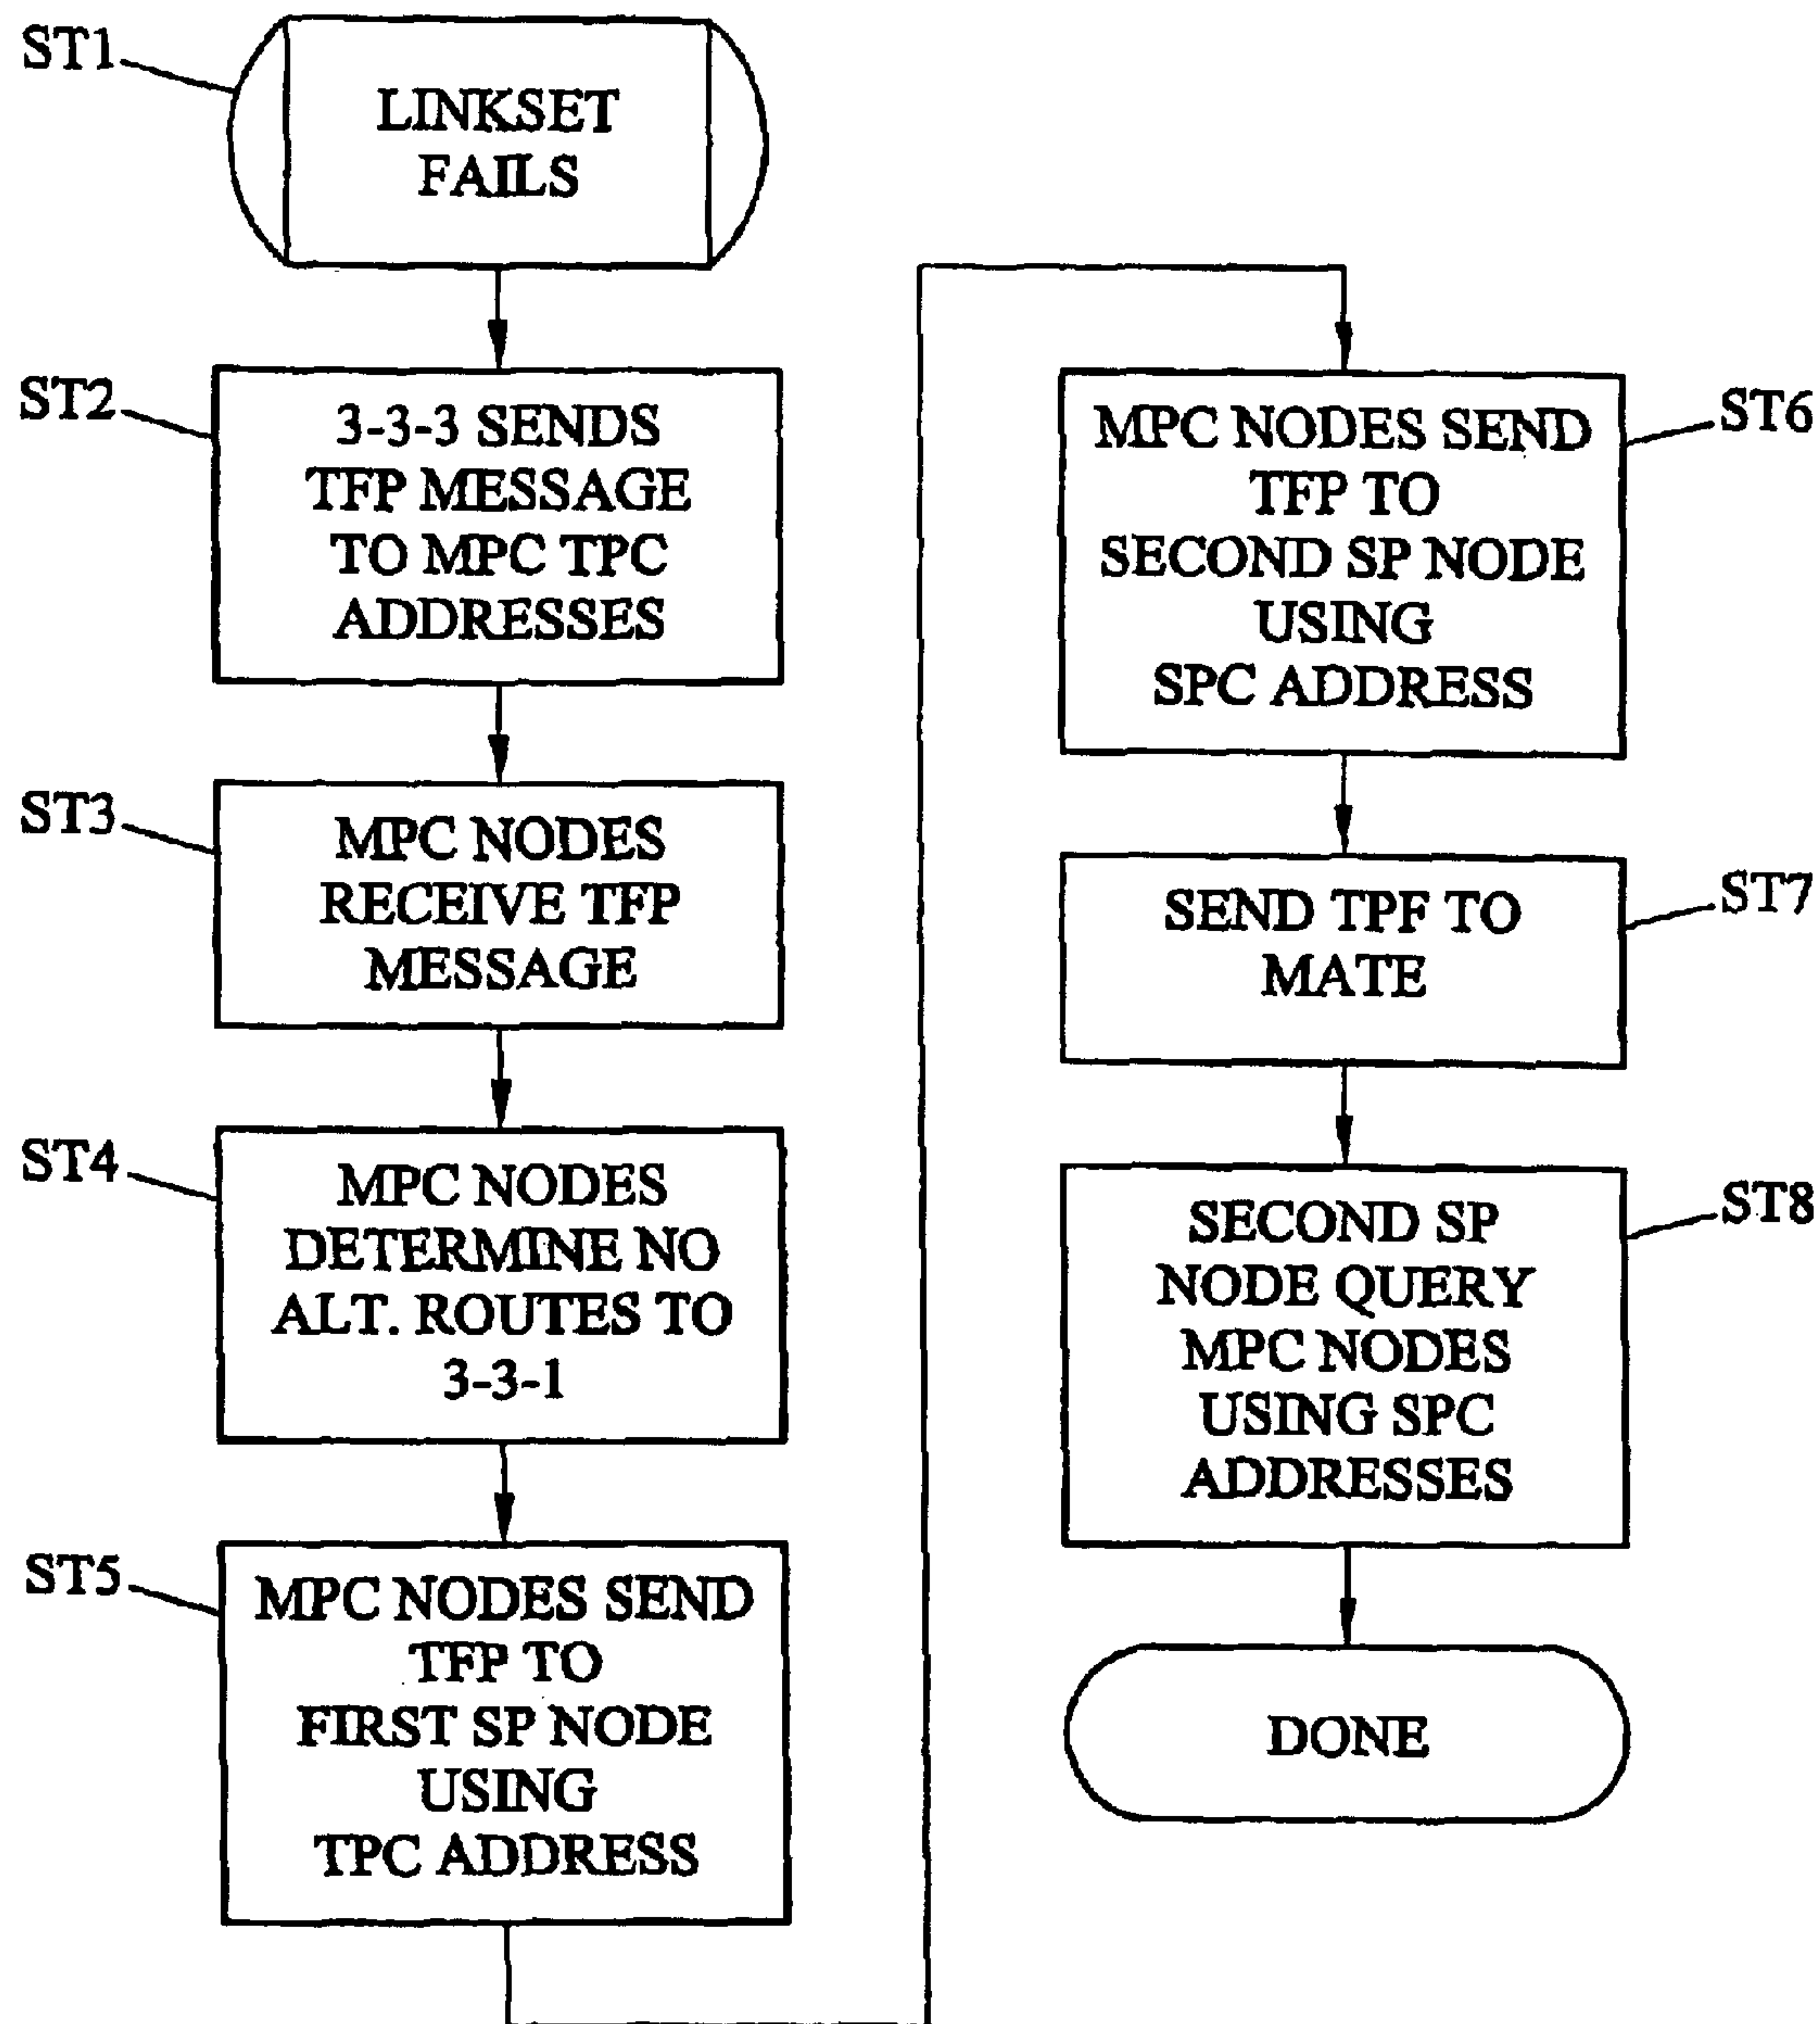 ST1
LINKSET
FAILS
ST2
3-3-3 SENDS
TFP MESSAGE
TO MPC TPC
ADDRESSES
ST3
MPC NODES
RECEIVE TFP
MESSAGE
ST4
MPC NODES
DETERMINE NO
ALT. ROUTES TO
3-3-1
ST5
MPC NODES SEND
TFP TO
FIRST SP NODE
USING
TPC ADDRESS
MPC NODES SEND
TFP TO
SECOND SP NODE
USING
SPC ADDRESS
ST6
SEND TPF TO
MATE
ST7
SECOND SP
NODE QUERY
MPC NODES
USING SPC
ADDRESSES
ST8
DONE